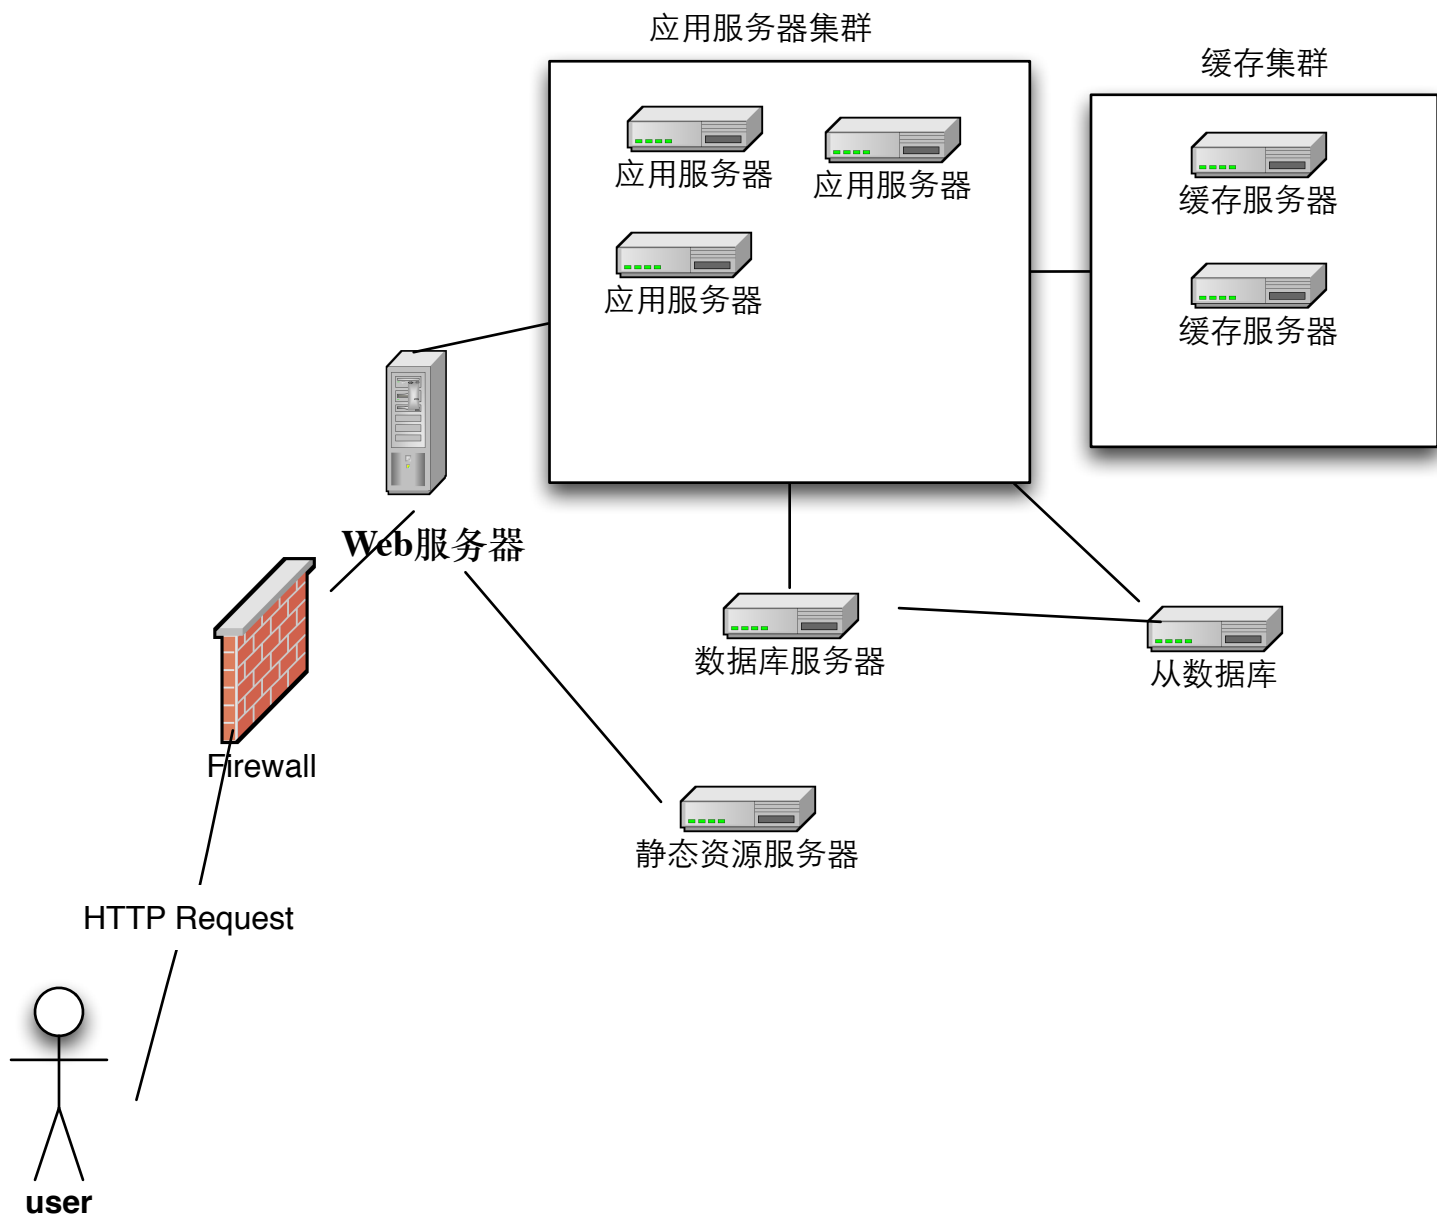 应用服务器集群
缓存集群
应用服务器
应用服务器
缓存服务器
应用服务器
缓存服务器
Web服务器
数据库服务器
从数据库
Firewall
静态资源服务器
HTTP Request
user